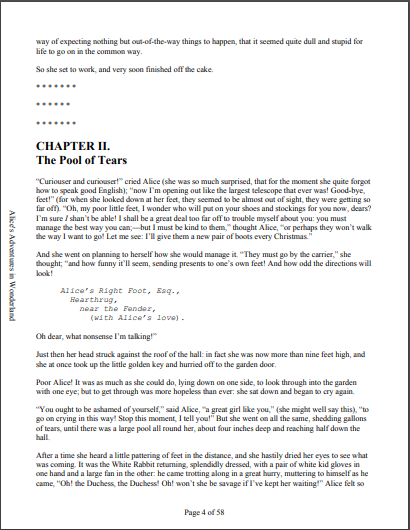 way of expecting nothing but out-of-the-way things to happen, that it seemed quite dull and stupid for
life to go on in the common way.
So she set to work, and very soon finished off the cake.
* * * * * * *
* * * * * *
* * * * * * *
CHAPTER II.
The Pool of Tears
“Curiouser and curiouser!” cried Alice (she was so much surprised, that for the moment she quite forgot
how to speak good English); “now I’m opening out like the largest telescope that ever was! Good-bye,
feet!” (for when she looked down at her feet, they seemed to be almost out of sight, they were getting so
far off). “Oh, my poor little feet, I wonder who will put on your shoes and stockings for you now, dears?
I’m sure I shan’t be able! I shall be a great deal too far off to trouble myself about you: you must
manage the best way you can;—but I must be kind to them,” thought Alice, “or perhaps they won’t walk
the way I want to go! Let me see: I’ll give them a new pair of boots every Christmas.”
And she went on planning to herself how she would manage it. “They must go by the carrier,” she
thought; “and how funny it’ll seem, sending presents to one’s own feet! And how odd the directions will
look!
Alice’s Right Foot, Esq.,
Hearthrug,
near the Fender,
(with Alice’s love).
Oh dear, what nonsense I’m talking!”
Just then her head struck against the roof of the hall: in fact she was now more than nine feet high, and
she at once took up the little golden key and hurried off to the garden door.
Poor Alice! It was as much as she could do, lying down on one side, to look through into the garden
with one eye; but to get through was more hopeless than ever: she sat down and began to cry again.
“You ought to be ashamed of yourself,” said Alice, “a great girl like you,” (she might well say this), “to
go on crying in this way! Stop this moment, I tell you!” But she went on all the same, shedding gallons
of tears, until there was a large pool all round her, about four inches deep and reaching half down the
hall.
After a time she heard a little pattering of feet in the distance, and she hastily dried her eyes to see what
was coming. It was the White Rabbit returning, splendidly dressed, with a pair of white kid gloves in
one hand and a large fan in the other: he came trotting along in a great hurry, muttering to himself as he
came, “Oh! the Duchess, the Duchess! Oh! won’t she be savage if I’ve kept her waiting!” Alice felt so
Alice’s Adventures in Wonderland
Page 4 of 58